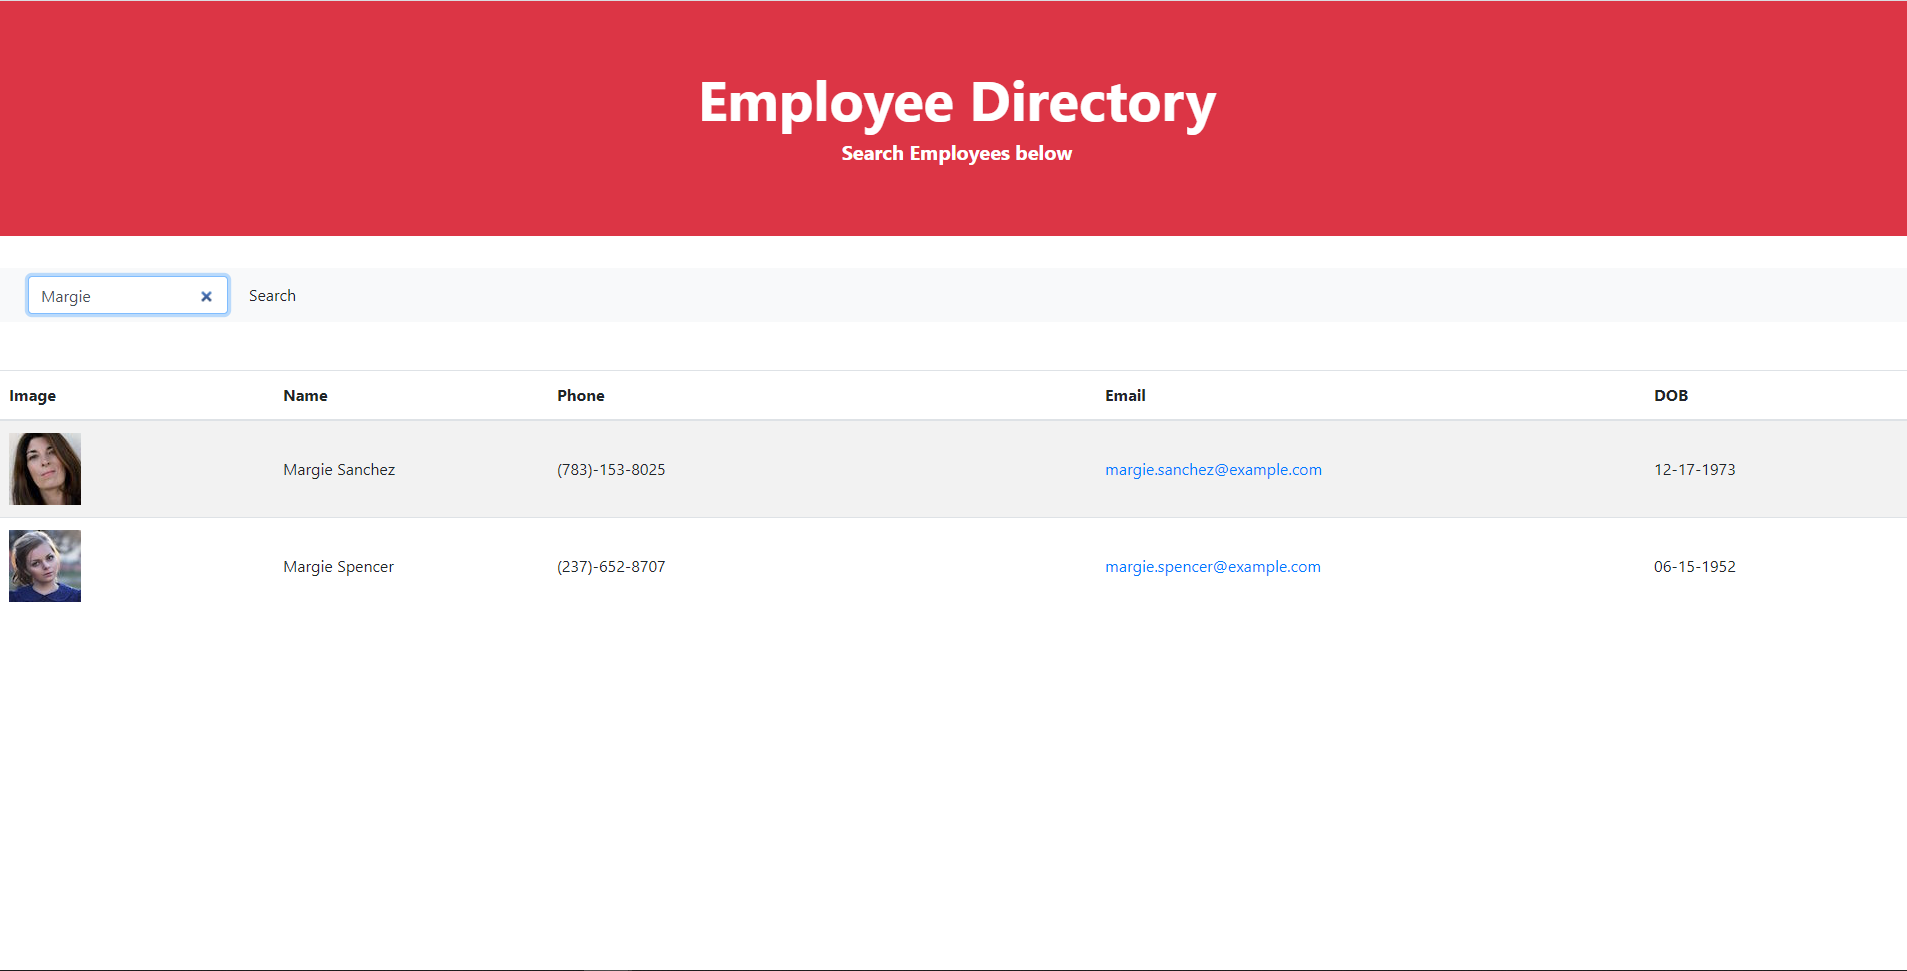 Employee Directory
Search Employees below
Margie Search
Image Name Phone Email DOB
Margie Sanchez (783)-153-8025 margie.sanchez@example.com 12-17-1973
Margie Spencer (237)-652-8707 margie.spencer@example.com 06-15-1952